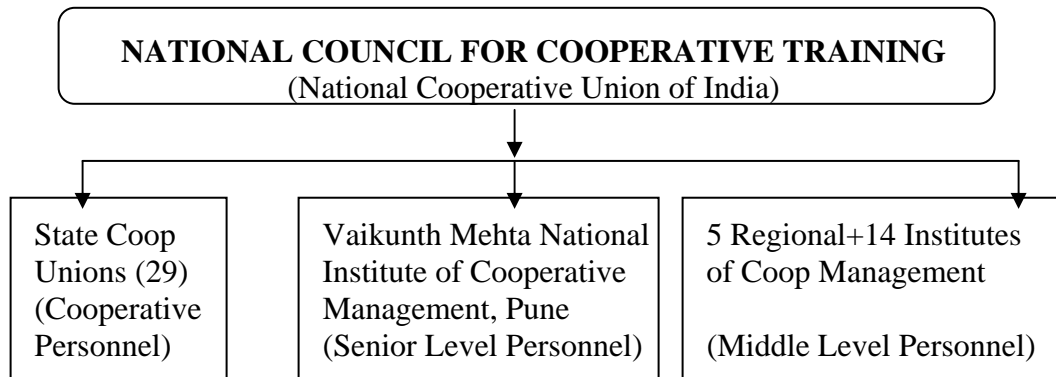 NATIONAL COUNCIL FOR COOPERATIVE TRAINING
(National Cooperative Union of India)
State Coop
Unions (29)
(Cooperative
Personnel)
Vaikunth Mehta National
Institute of Cooperative
Management, Pune
(Senior Level Personnel)
5 Regional+14 Institutes
of Coop Management
(Middle Level Personnel)